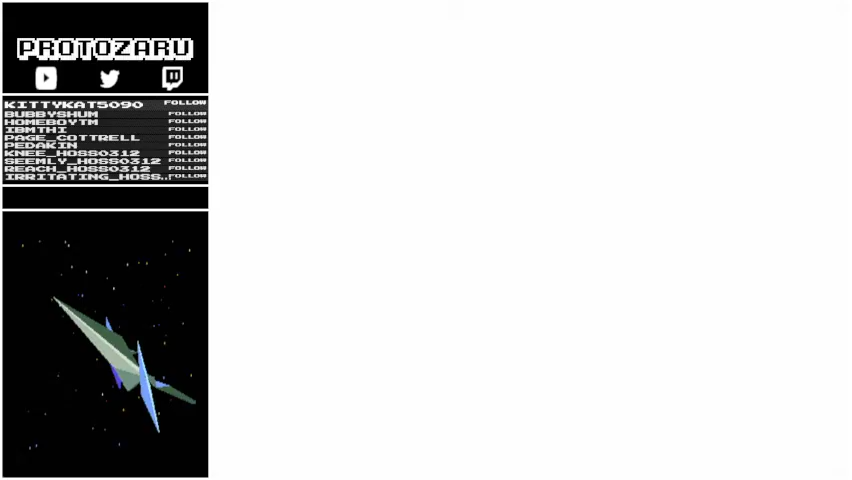 PROTOZARU
KITTYKAT5090 FOLLOW
BUBBYSHUM FOLLOW
HOMEBOYTM FOLLOW
IBMTHI FOLLOW
PAGE_COTTRELL FOLLOW
PEDAKIN FOLLOW
KNEE_HOSS0312 FOLLOW
SEEMLY_HOSS0312 FOLLOW
REACH_HOSS0312 FOLLOW
IRRITATING_HOSS... FOLLOW